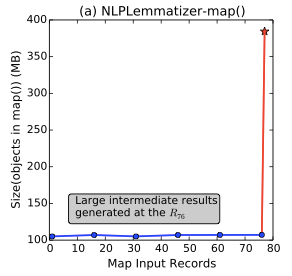 (a) NLPLemmatizer-map()
Size(objects in map()) (MB)
400
350
300
250
200
150
100
Large intermediate results
generated at the R_76
0 10 20 30 40 50 60 70 80
Map Input Records